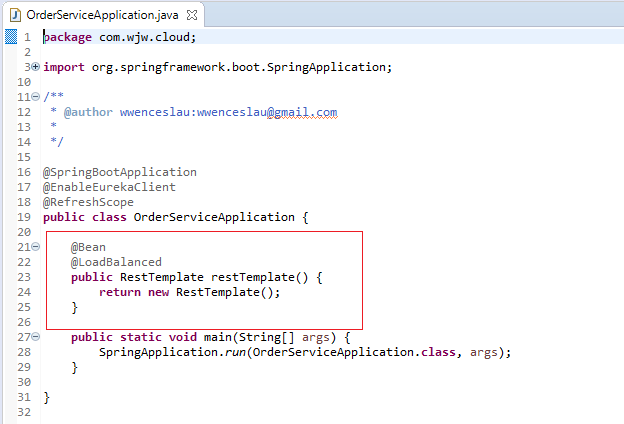 OrderServiceApplication.java
1 package com.wjw.cloud;
2
3 import org.springframework.boot.SpringApplication;
10
11 /**
12  * @author wwenceslau:wwenceslau@gmail.com
13  *
14  */
15
16 @SpringBootApplication
17 @EnableEurekaClient
18 @RefreshScope
19 public class OrderServiceApplication {
20
21     @Bean
22     @LoadBalanced
23     public RestTemplate restTemplate() {
24         return new RestTemplate();
25     }
26
27     public static void main(String[] args) {
28         SpringApplication.run(OrderServiceApplication.class, args);
29     }
30
31 }
32